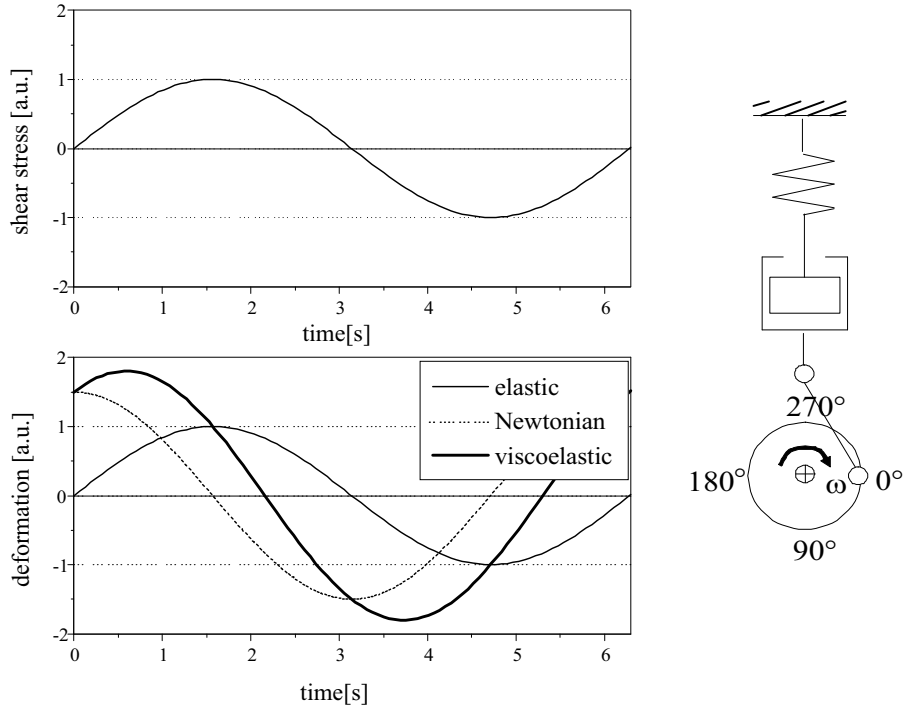 shear stress [a.u.]
2
1
0
-1
-2
0 1 2 3 4 5 6
time[s]
deformation [a.u.]
2
1
0
-1
-2
0 1 2 3 4 5 6
time[s]
elastic
Newtonian
viscoelastic
270°
180°
ω
0°
90°